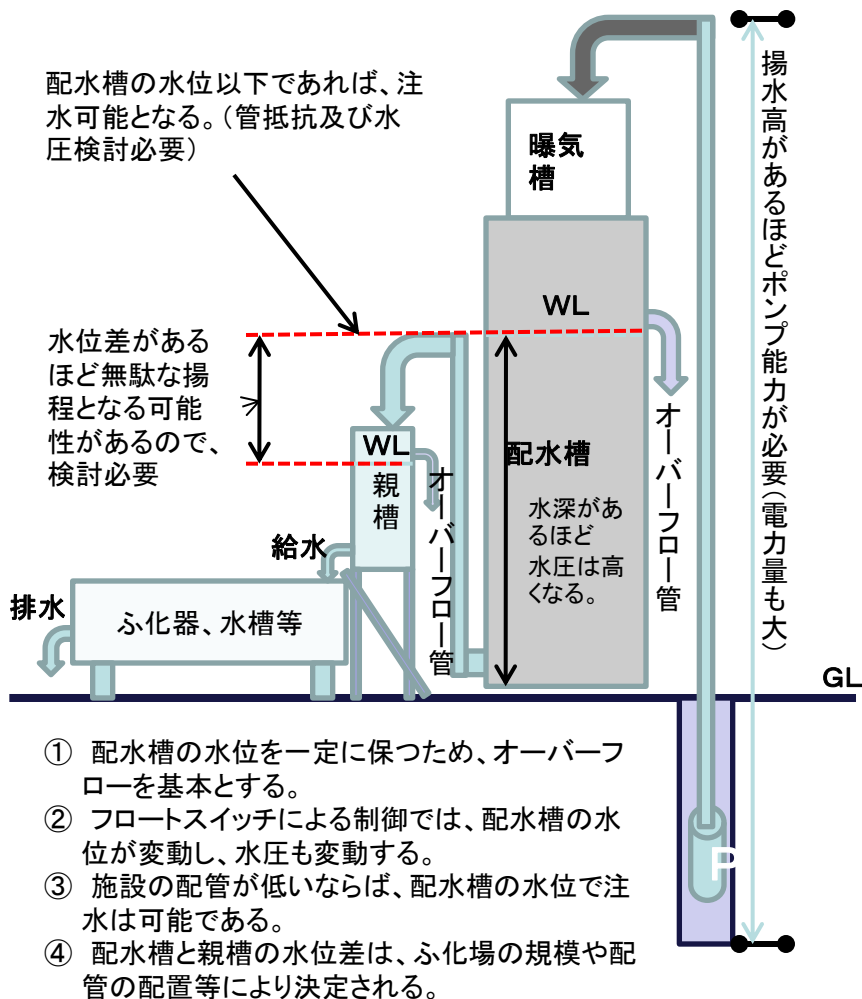 配水槽の水位以下であれば、注
水可能となる。（管抵抗及び水
圧検討必要）
曝気
槽
揚水高があるほどポンプ能力が必要（電力量も大）
WL
水位差がある
ほど無駄な揚
程となる可能
性があるので、
検討必要
オーバーフロー管
WL
配水槽
親
槽
オーバーフロー管
水深があ
るほど
水圧は高
くなる。
給水
排水
ふ化器、水槽等
GL
P
① 配水槽の水位を一定に保つため、オーバーフ
ローを基本とする。
② フロートスイッチによる制御では、配水槽の水
位が変動し、水圧も変動する。
③ 施設の配管が低いならば、配水槽の水位で注
水は可能である。
④ 配水槽と親槽の水位差は、ふ化場の規模や配
管の配置等により決定される。